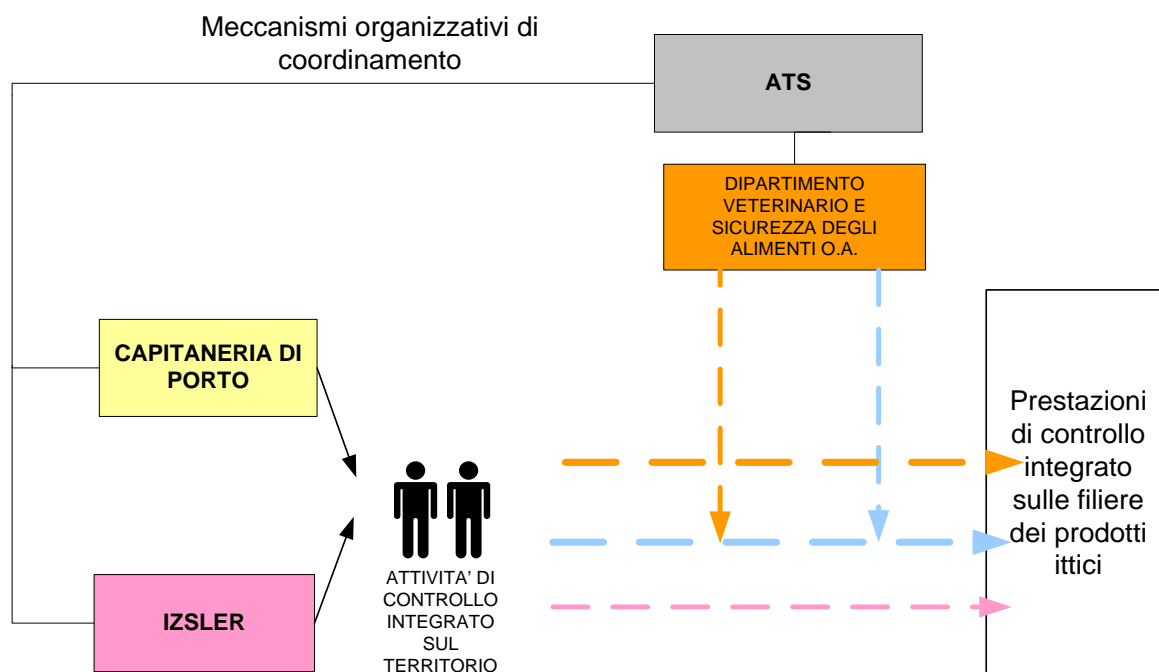 Meccanismi organizzativi di
coordinamento
ATS
DIPARTIMENTO
VETERINARIO E
SICUREZZA DEGLI
ALIMENTI O.A.
CAPITANERIA DI
PORTO
Prestazioni
di controllo
integrato
sulle filiere
dei prodotti
ittici
IZSLER
ATTIVITA’ DI
CONTROLLO
INTEGRATO
SUL
TERRITORIO